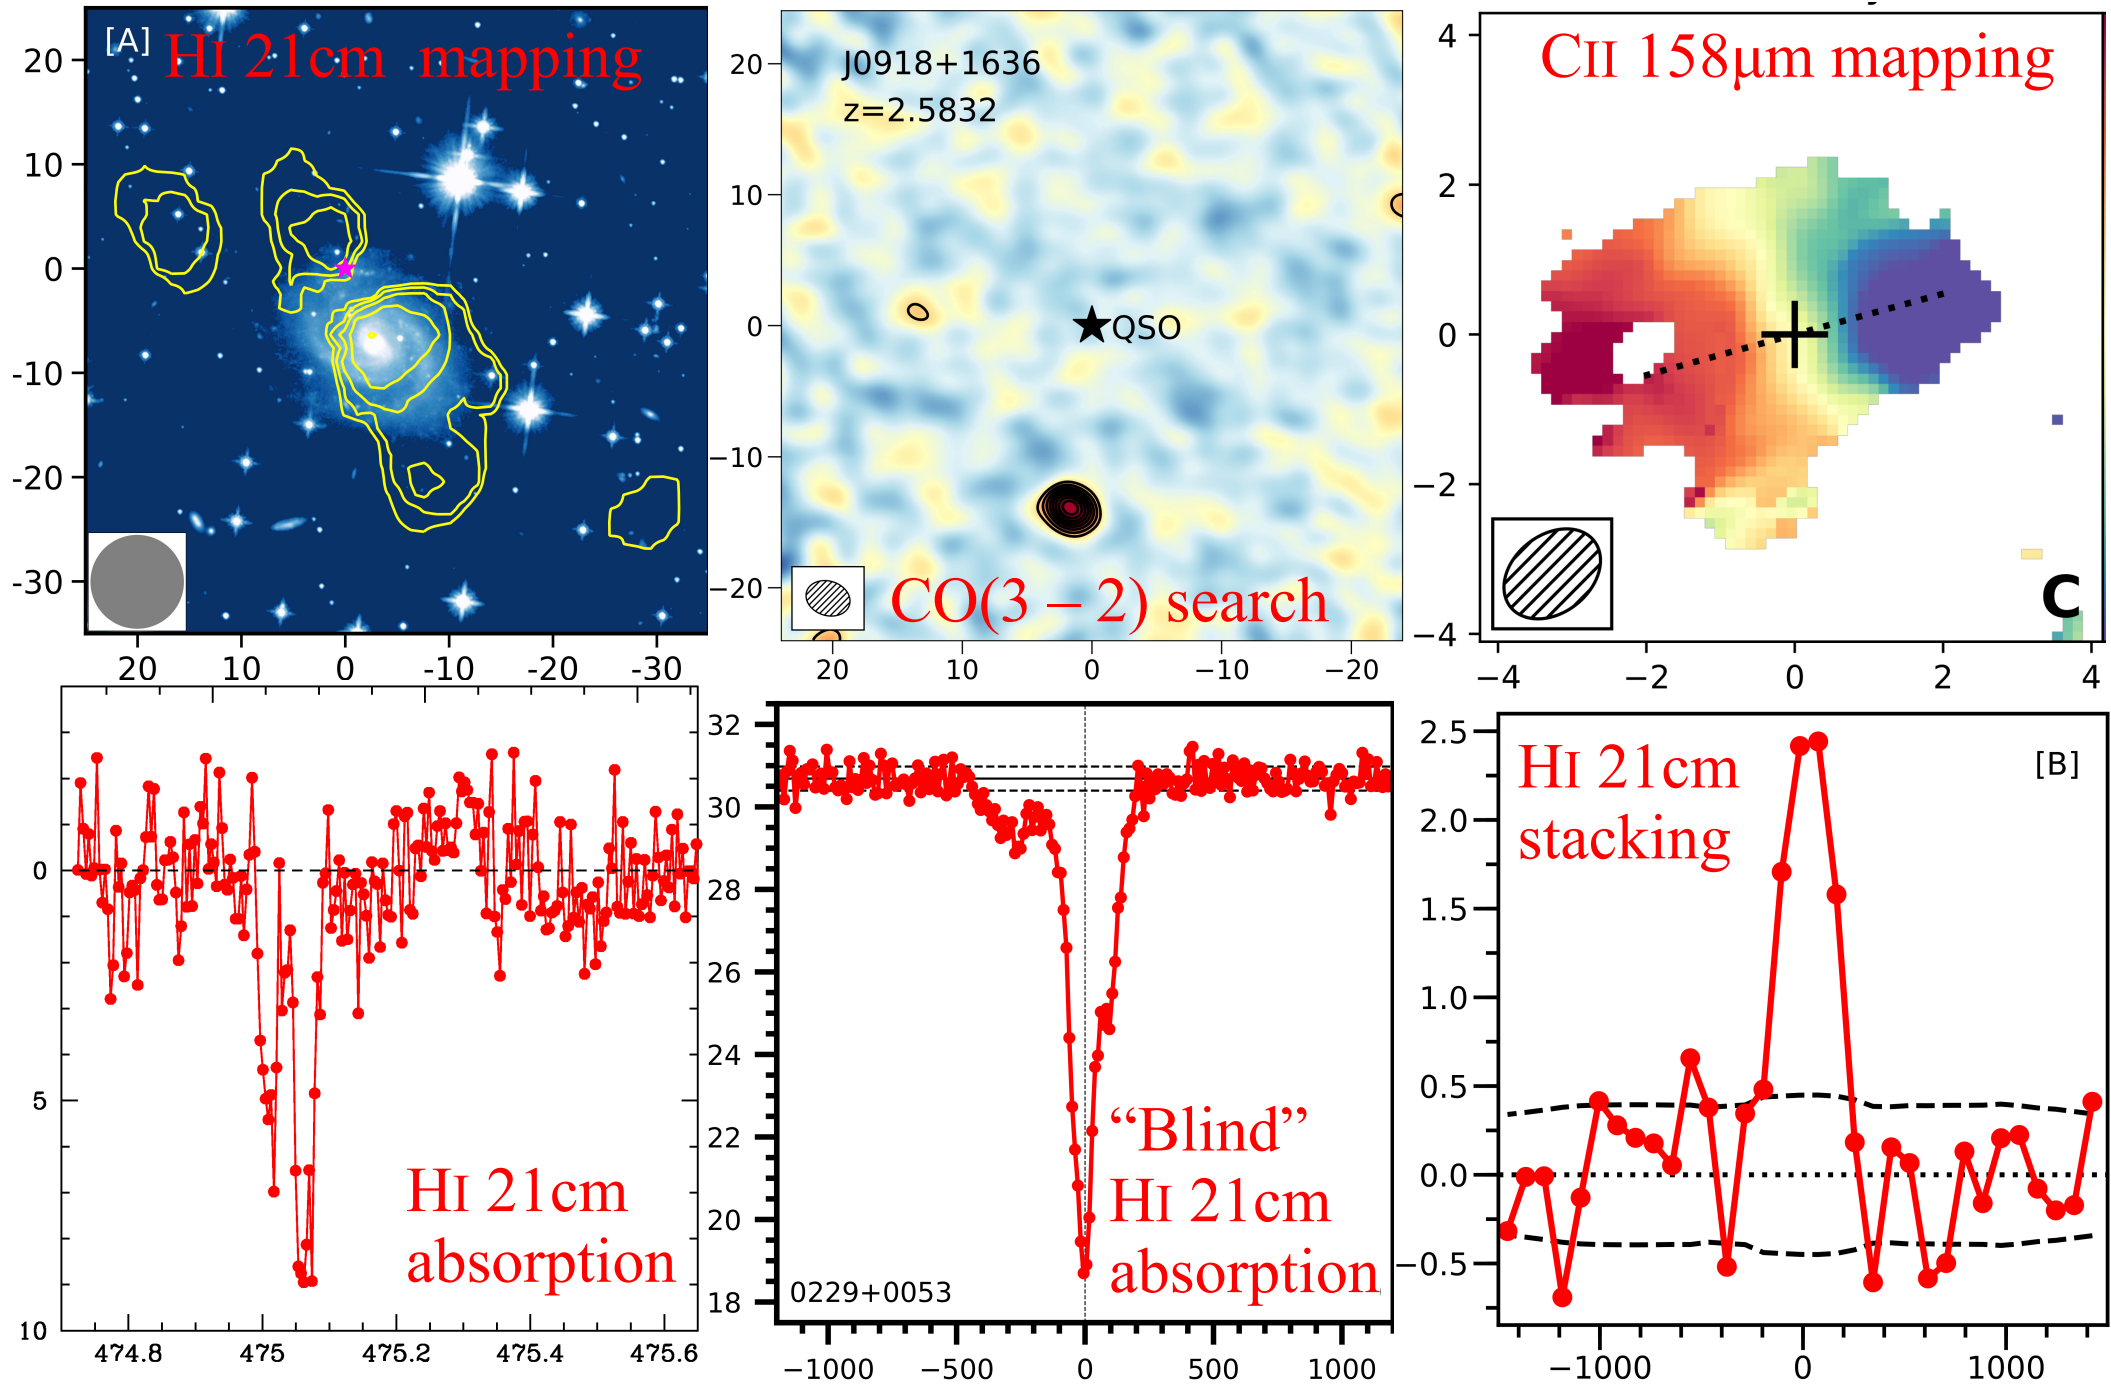 [A] HI 21cm mapping
20
10
0
-10
-20
-30
20 10 0 -10 -20 -30
J0918+1636
z=2.5832
QSO
CO(3 – 2) search
20
10
0
−10
−20
20 10 0 −10 −20
CII 158μm mapping
4
2
0
−2
−4
C
−4 −2 0 2 4
0
5
10
HI 21cm
absorption
474.8 475 475.2 475.4 475.6
32
30
28
26
24
22
20
18
“Blind”
HI 21cm
absorption
0229+0053
−1000 −500 0 500 1000
HI 21cm
stacking
[B]
2.5
2.0
1.5
1.0
0.5
0.0
−0.5
−1000 0 1000